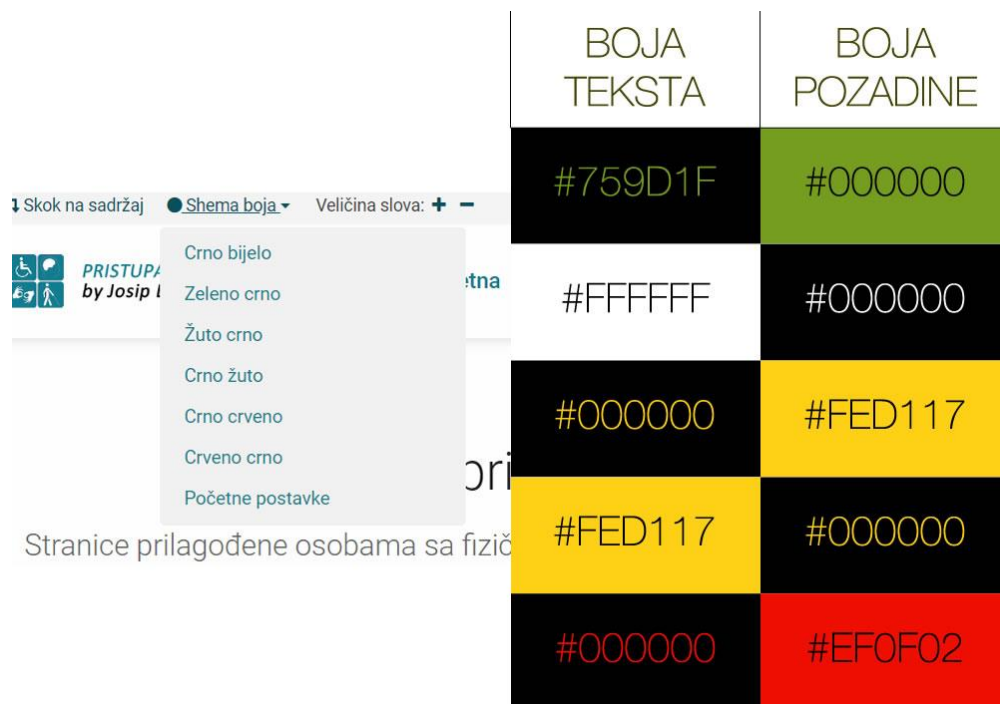 Skok na sadržaj Shema boja Veličina slova: + −
PRISTUPA
by Josip
etna
Crno bijelo
Zeleno crno
Žuto crno
Crno žuto
Crno crveno
Crveno crno
Početne postavke
pri
Stranice prilagođene osobama sa fizič
BOJA TEKSTA
BOJA POZADINE
#759D1F #000000
#FFFFFF #000000
#000000 #FED117
#FED117 #000000
#000000 #EF0F02